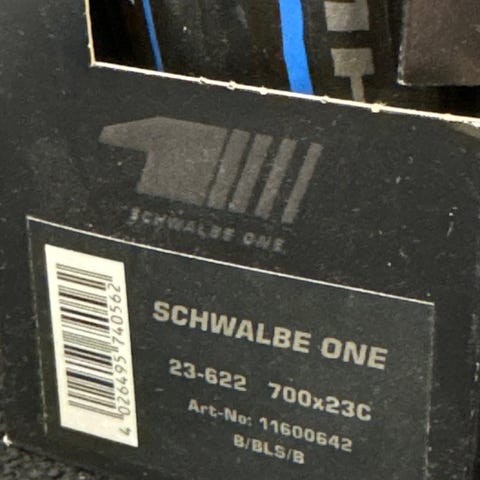 SCHWALBE ONE
SCHWALBE ONE
23-622 700x23C
Art-No: 11600642
B/BLS/B
4 026495 740562